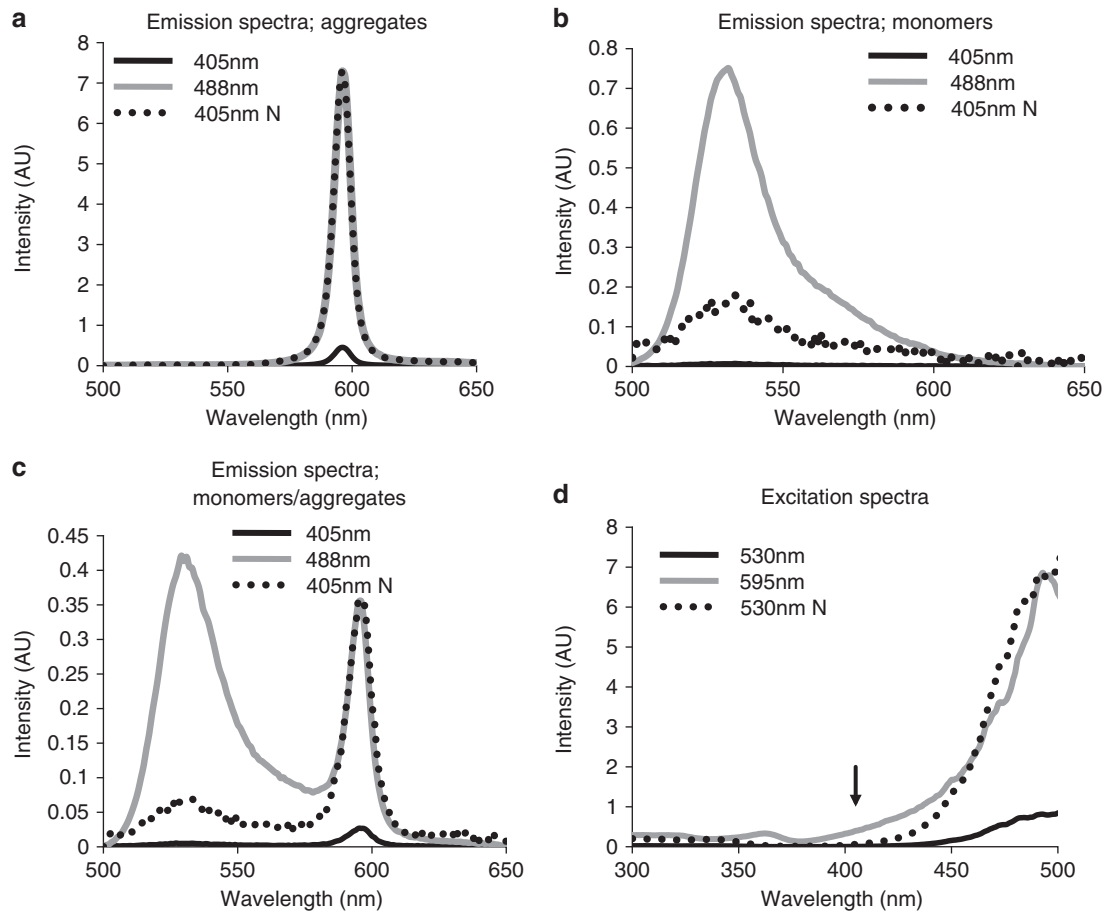 a
Emission spectra; aggregates
8
7
6
5
4
3
2
1
0
Intensity (AU)
405nm
488nm
405nm N
500 550 600 650
Wavelength (nm)
b
Emission spectra; monomers
0.8
0.7
0.6
0.5
0.4
0.3
0.2
0.1
0
Intensity (AU)
405nm
488nm
405nm N
500 550 600 650
Wavelength (nm)
c
Emission spectra;
monomers/aggregates
0.45
0.4
0.35
0.3
0.25
0.2
0.15
0.1
0.05
0
Intensity (AU)
405nm
488nm
405nm N
500 550 600 650
Wavelength (nm)
d
Excitation spectra
8
7
6
5
4
3
2
1
0
Intensity (AU)
530nm
595nm
530nm N
300 350 400 450 500
Wavelength (nm)